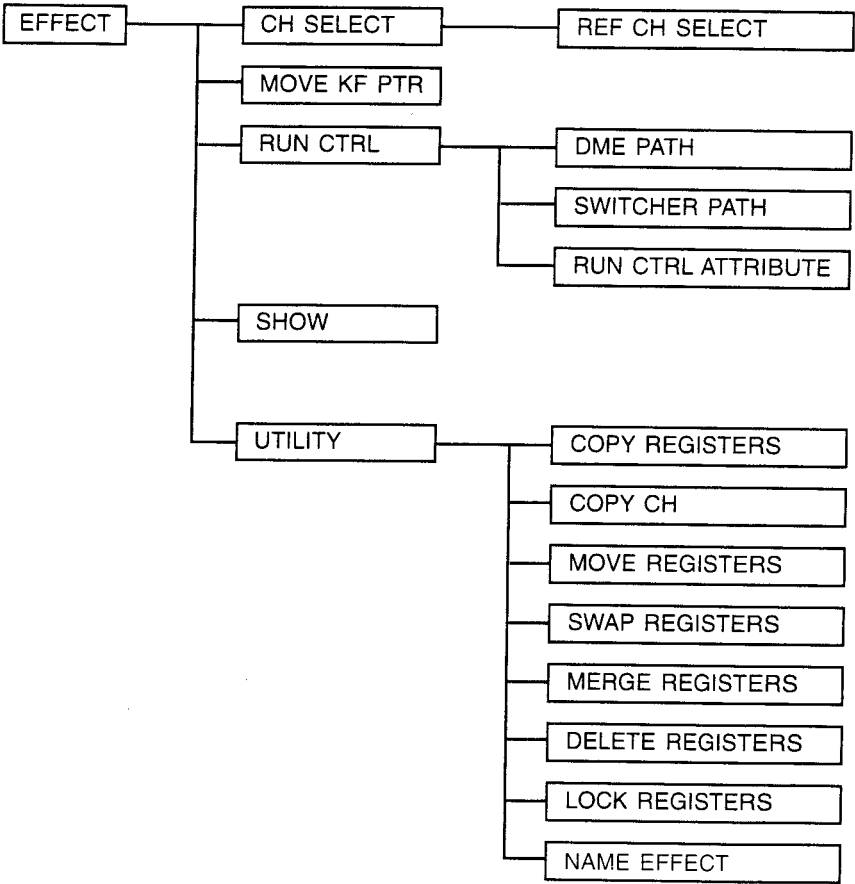 EFFECT
CH SELECT
REF CH SELECT
MOVE KF PTR
RUN CTRL
DME PATH
SWITCHER PATH
RUN CTRL ATTRIBUTE
SHOW
UTILITY
COPY REGISTERS
COPY CH
MOVE REGISTERS
SWAP REGISTERS
MERGE REGISTERS
DELETE REGISTERS
LOCK REGISTERS
NAME EFFECT